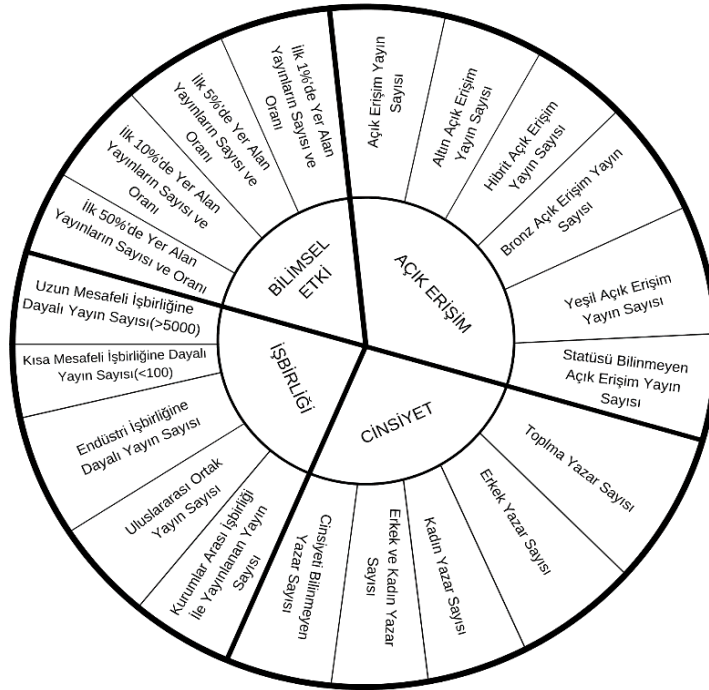 BİLİMSEL
ETKİ
İlk 1%'de Yer Alan
Yayınların Sayısı ve
Oranı
İlk 5%'de Yer Alan
Yayınların Sayısı ve
Oranı
İlk 10%'de Yer Alan
Yayınların Sayısı ve
Oranı
İlk 50%'de Yer Alan
Yayınların Sayısı ve Oranı
AÇIK ERİŞİM
Açık Erişim Yayın
Sayısı
Altın Açık Erişim
Yayın Sayısı
Hibrit Açık Erişim
Yayın Sayısı
Bronz Açık Erişim Yayın
Sayısı
Yeşil Açık Erişim
Yayın Sayısı
Statüsü Bilinmeyen
Açık Erişim Yayın
Sayısı
CİNSİYET
Toplma Yazar Sayısı
Erkek Yazar Sayısı
Kadın Yazar Sayısı
Erkek ve Kadın Yazar
Sayısı
Cinsiyeti Bilinmeyen
Yazar Sayısı
İŞBİRLİĞİ
Uzun Mesafeli İşbirliğine
Dayalı Yayın Sayısı(>5000)
Kısa Mesafeli İşbirliğine Dayalı
Yayın Sayısı(<100)
Endüstri İşbirliğine
Dayalı Yayın Sayısı
Uluslararası Ortak
Yayın Sayısı
Kurumlar Arası İşbirliği
ile Yayınlanan Yayın
Sayısı